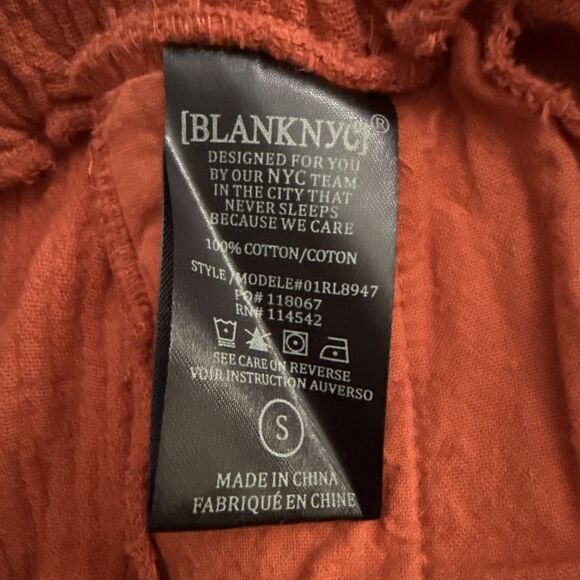 [BLANKNYC]®
DESIGNED FOR YOU
BY OUR NYC TEAM
IN THE CITY THAT
NEVER SLEEPS
BECAUSE WE CARE
100% COTTON/COTON
STYLE/MODELE#01RL8947
PO# 118067
RN# 114542
SEE CARE ON REVERSE
VOIR INSTRUCTION AUVERSO
S
MADE IN CHINA
FABRIQUÉ EN CHINE